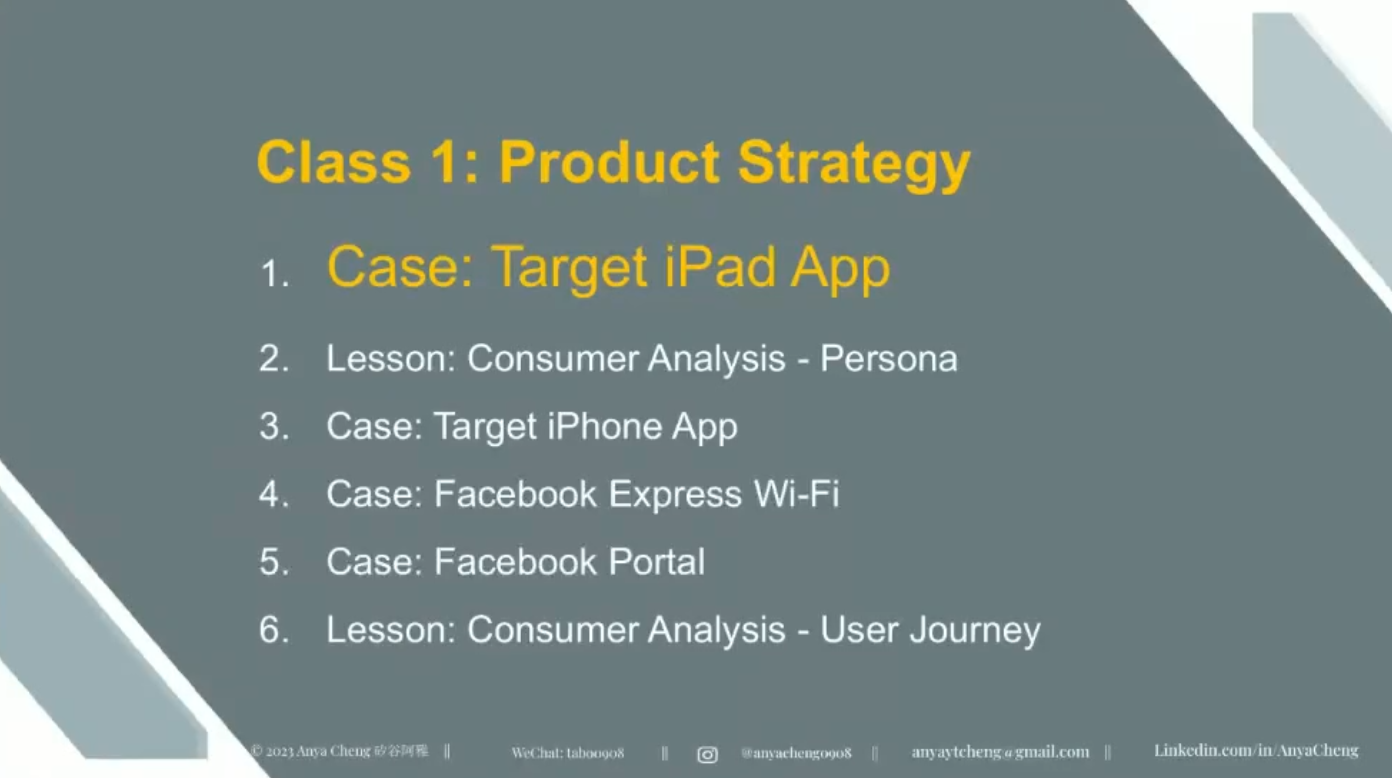 Class 1: Product Strategy
1. Case: Target iPad App
2. Lesson: Consumer Analysis - Persona
3. Case: Target iPhone App
4. Case: Facebook Express Wi-Fi
5. Case: Facebook Portal
6. Lesson: Consumer Analysis - User Journey
© 2023 Anya Cheng 矽谷阿雅 || WeChat: tab00908 || @anyacheng0908 || anyaytcheng@gmail.com || Linkedin.com/in/AnyaCheng